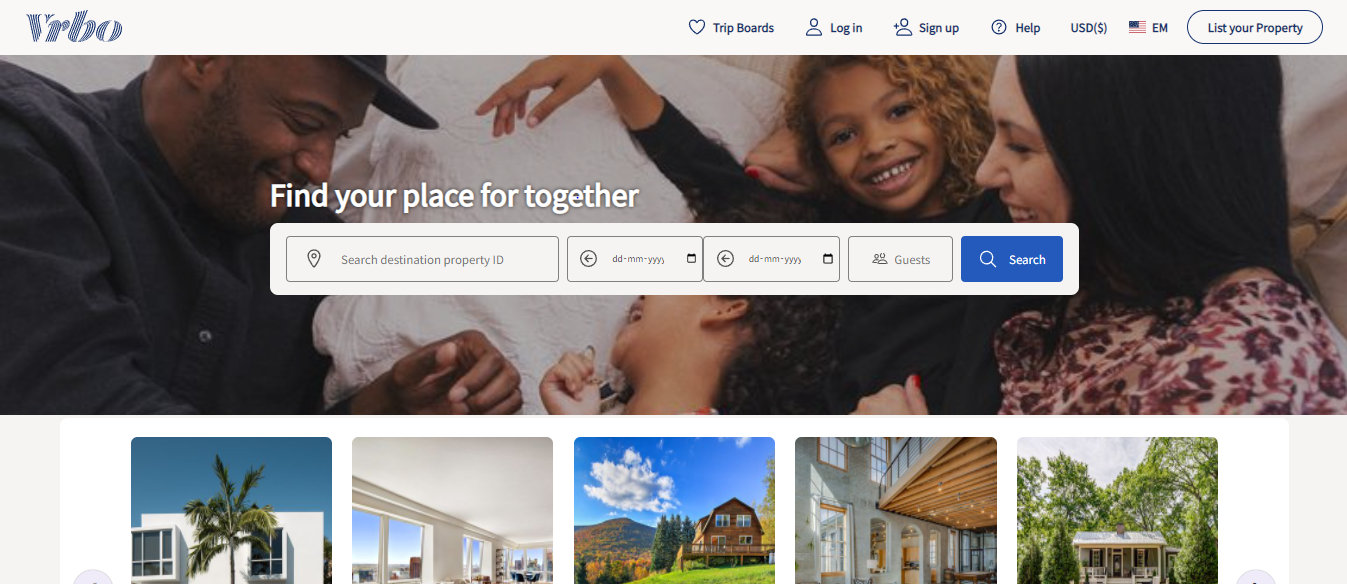 Vrbo
Trip Boards
Log in
Sign up
Help
USD($)
EM
List your Property
Find your place for together
Search destination property ID
dd-mm-yyyy
dd-mm-yyyy
Guests
Search